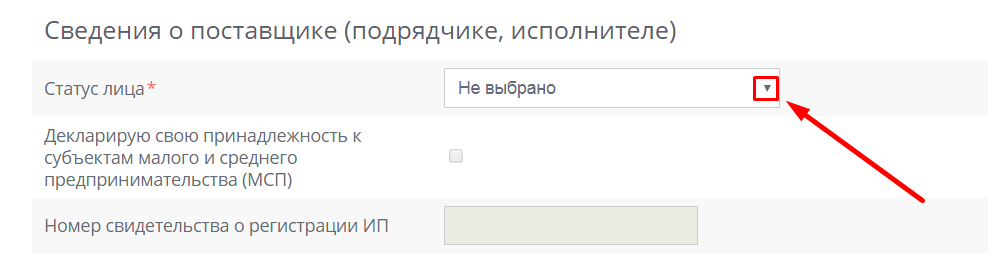 Сведения о поставщике (подрядчике, исполнителе)
Статус лица* Не выбрано
Декларирую свою принадлежность к
субъектам малого и среднего
предпринимательства (МСП)
Номер свидетельства о регистрации ИП